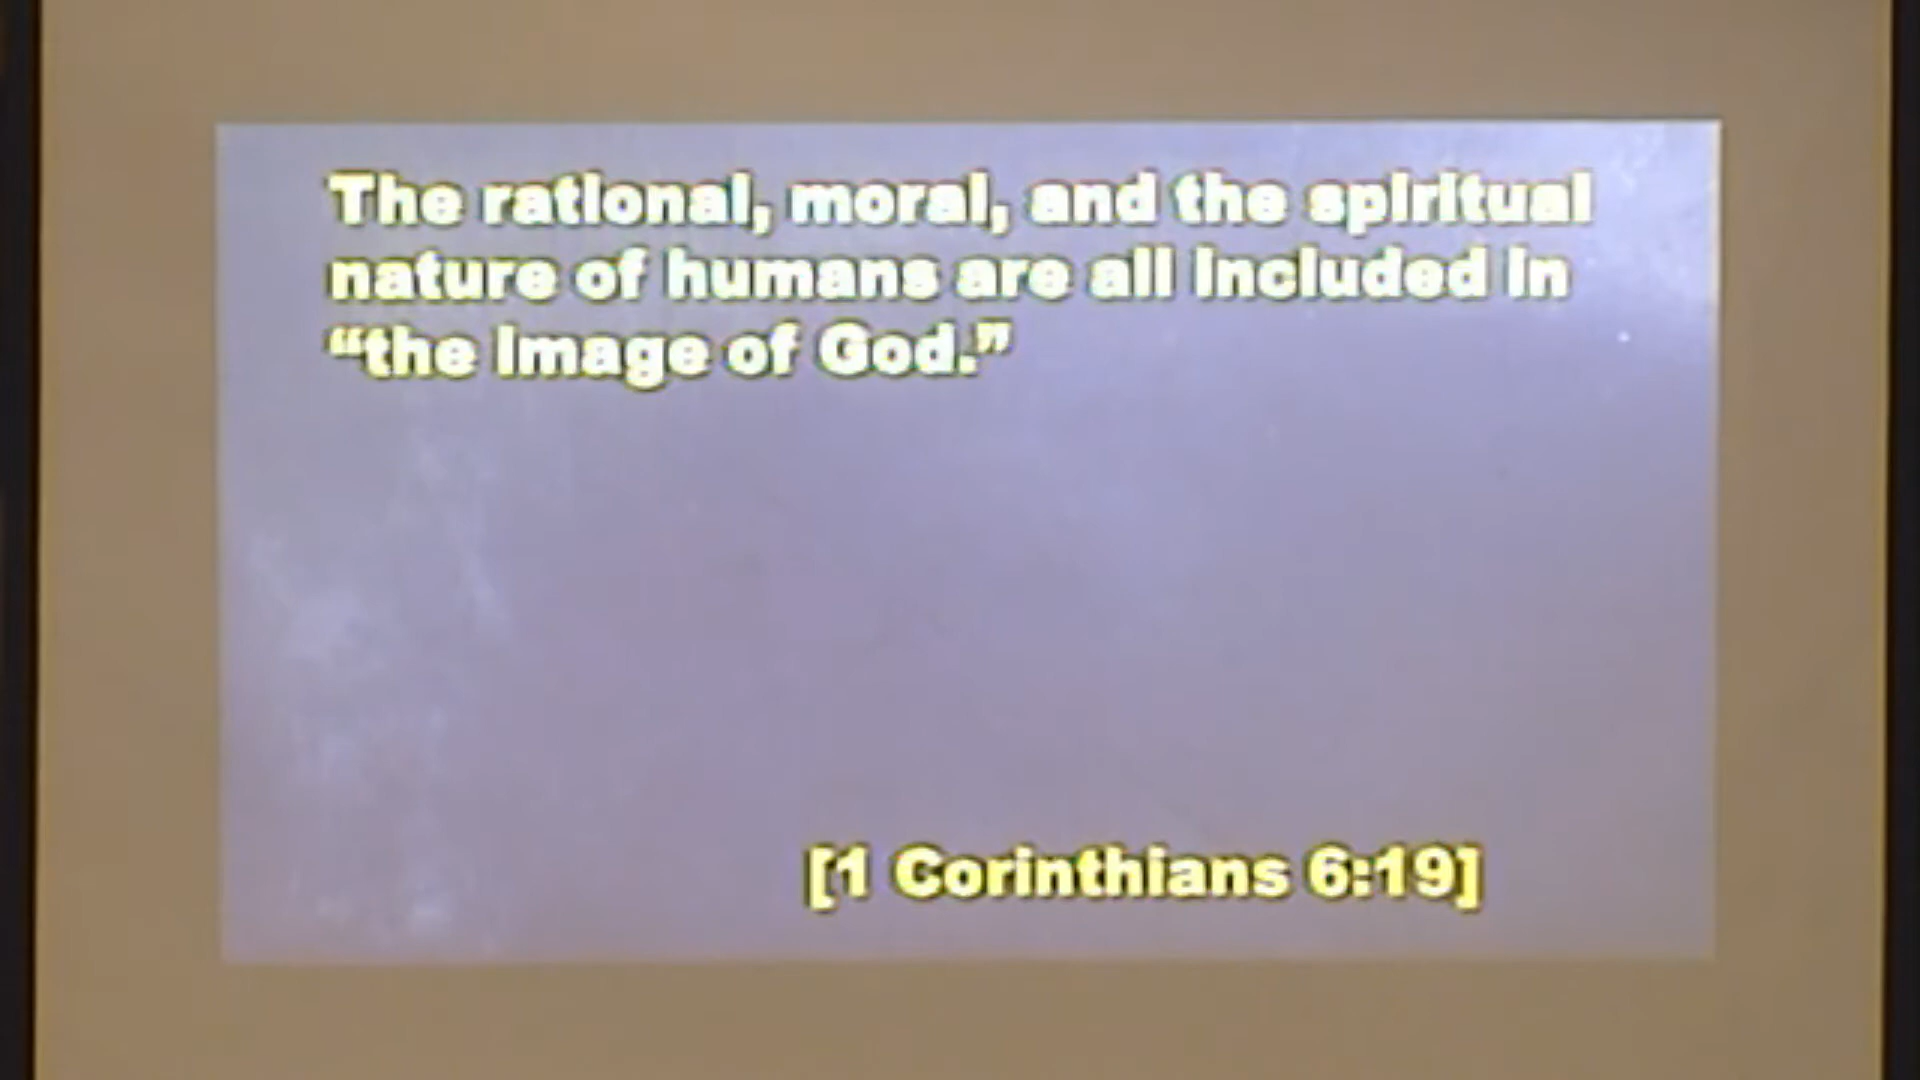 The rational, moral, and the spiritual
nature of humans are all included in
“the image of God.”
[1 Corinthians 6:19]